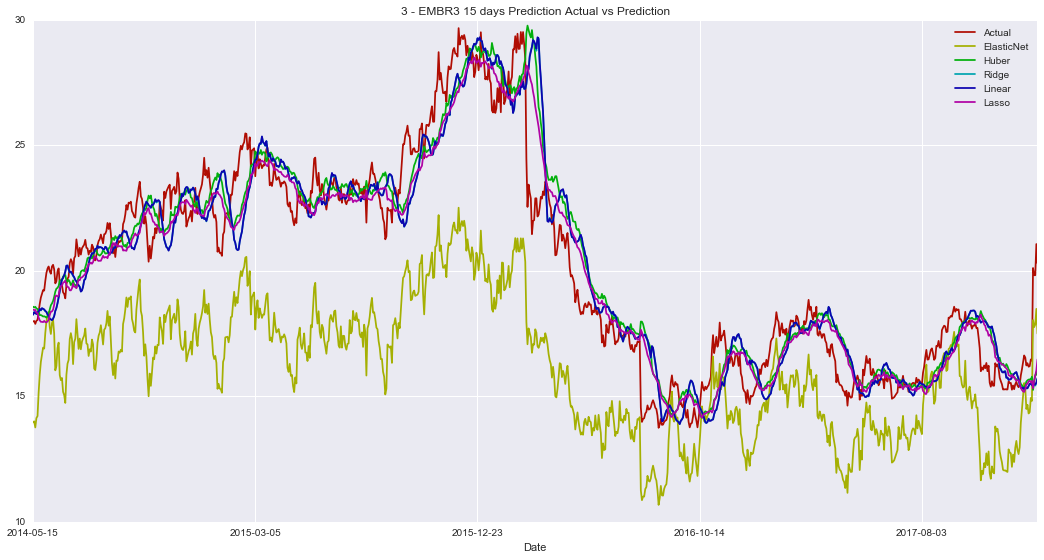 3 - EMBR3 15 days Prediction Actual vs Prediction
30
25
20
15
10
Actual
ElasticNet
Huber
Ridge
Linear
Lasso
2014-05-15
2015-03-05
2015-12-23
2016-10-14
2017-08-03
Date